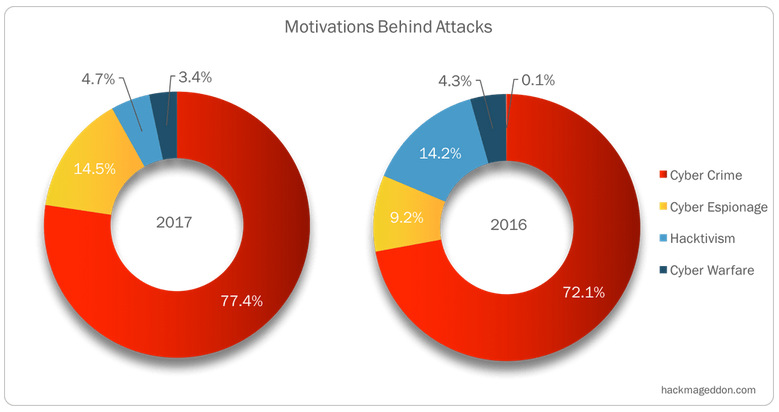 Motivations Behind Attacks
4.7%
3.4%
14.5%
2017
77.4%
4.3%
0.1%
14.2%
9.2%
2016
72.1%
Cyber Crime
Cyber Espionage
Hacktivism
Cyber Warfare
hackmageddon.com